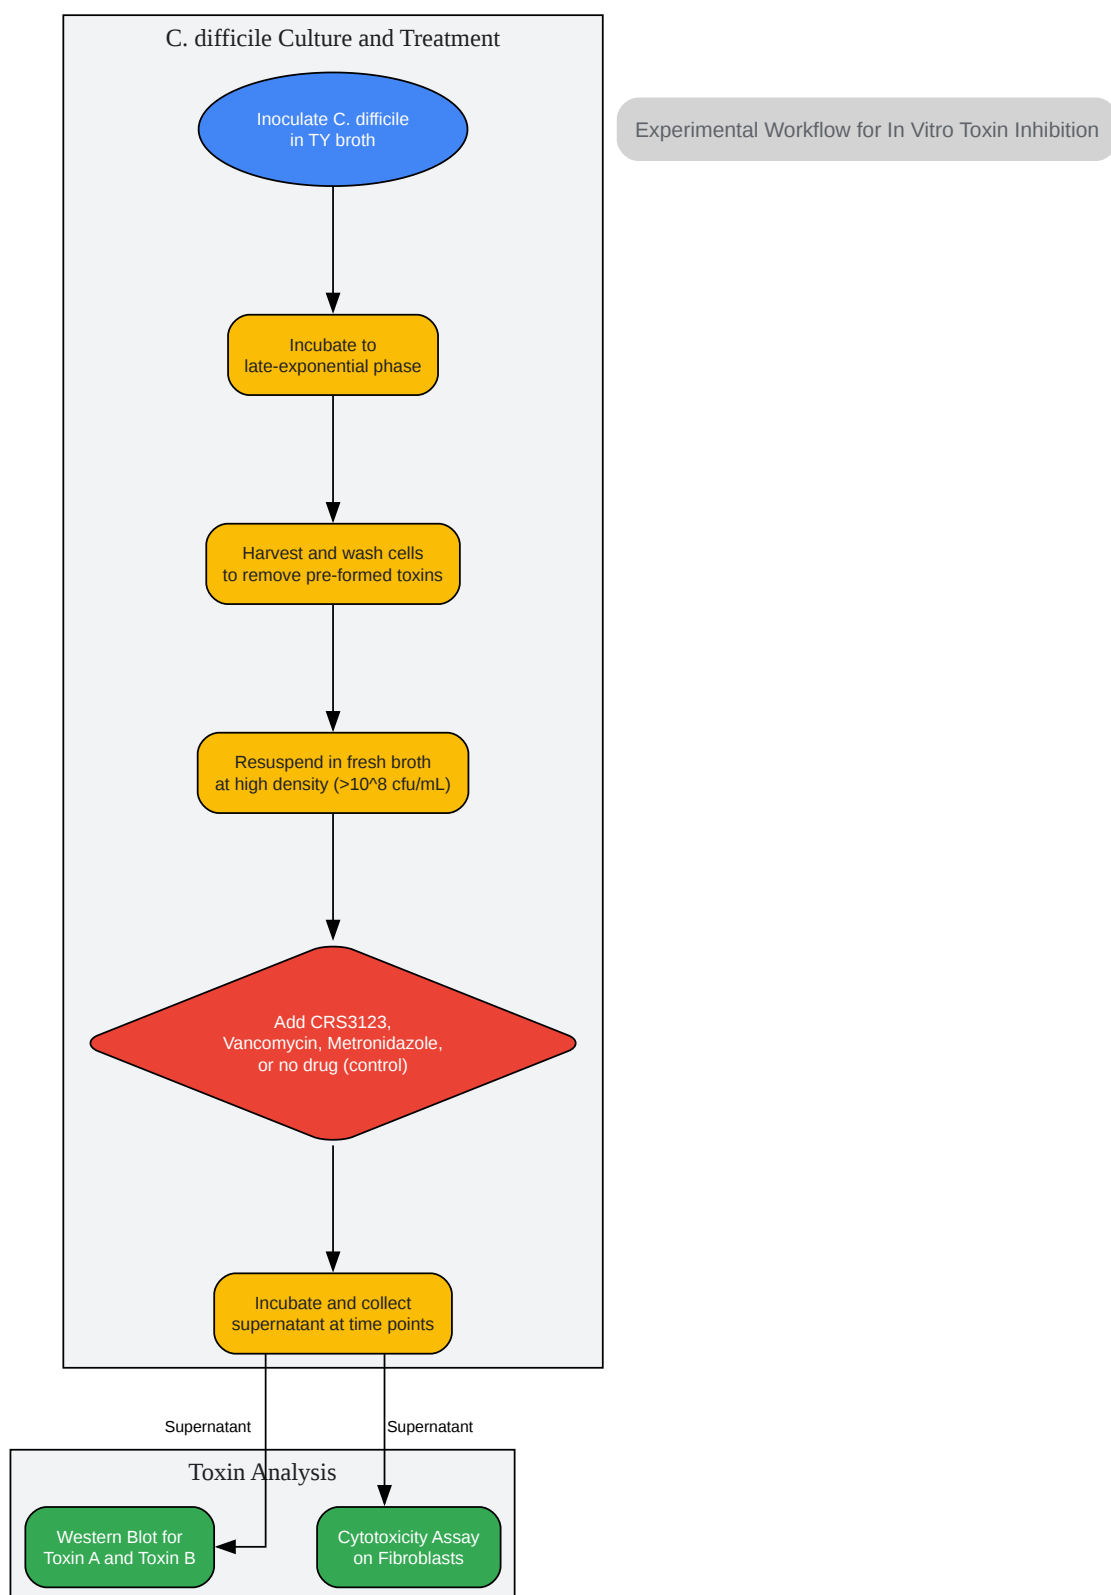 C. difficile Culture and Treatment
Inoculate C. difficile
in TY broth
Experimental Workflow for In Vitro Toxin Inhibition
Incubate to
late-exponential phase
Harvest and wash cells
to remove pre-formed toxins
Resuspend in fresh broth
at high density (>10^8 cfu/mL)
Add CRS3123,
Vancomycin, Metronidazole,
or no drug (control)
Incubate and collect
supernatant at time points
Supernatant
Supernatant
Toxin Analysis
Western Blot for
Toxin A and Toxin B
Cytotoxicity Assay
on Fibroblasts